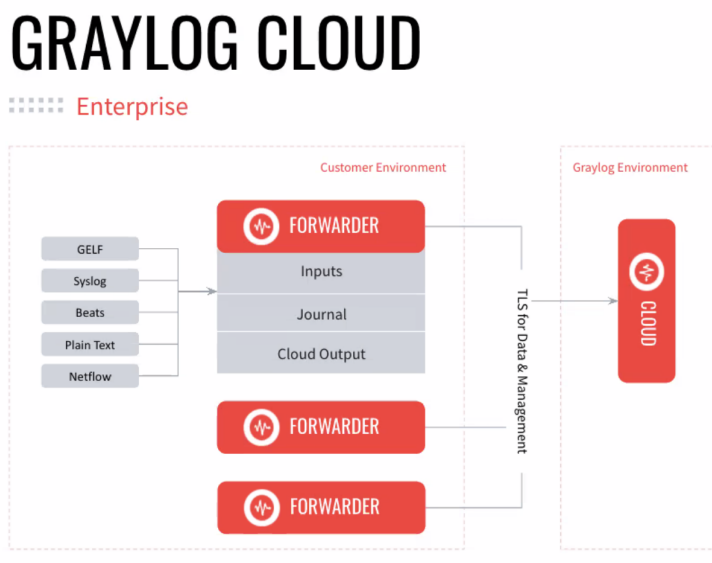 GRAYLOG CLOUD
Enterprise
Customer Environment
Graylog Environment
FORWARDER
GELF
Syslog
Beats
Plain Text
Netflow
Inputs
Journal
Cloud Output
TLS for Data & Management
CLOUD
FORWARDER
FORWARDER